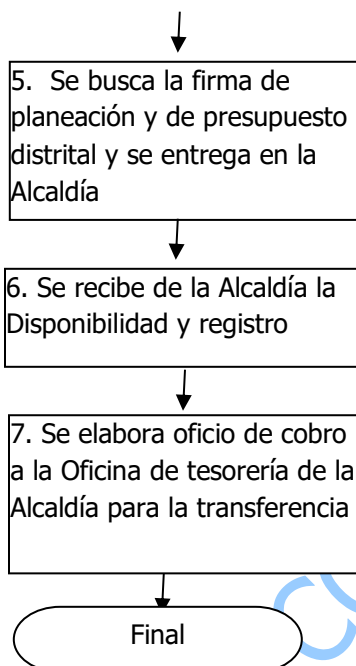 5. Se busca la firma de
planeación y de presupuesto
distrital y se entrega en la
Alcaldía
6. Se recibe de la Alcaldía la
Disponibilidad y registro
7. Se elabora oficio de cobro
a la Oficina de tesorería de la
Alcaldía para la transferencia
Final